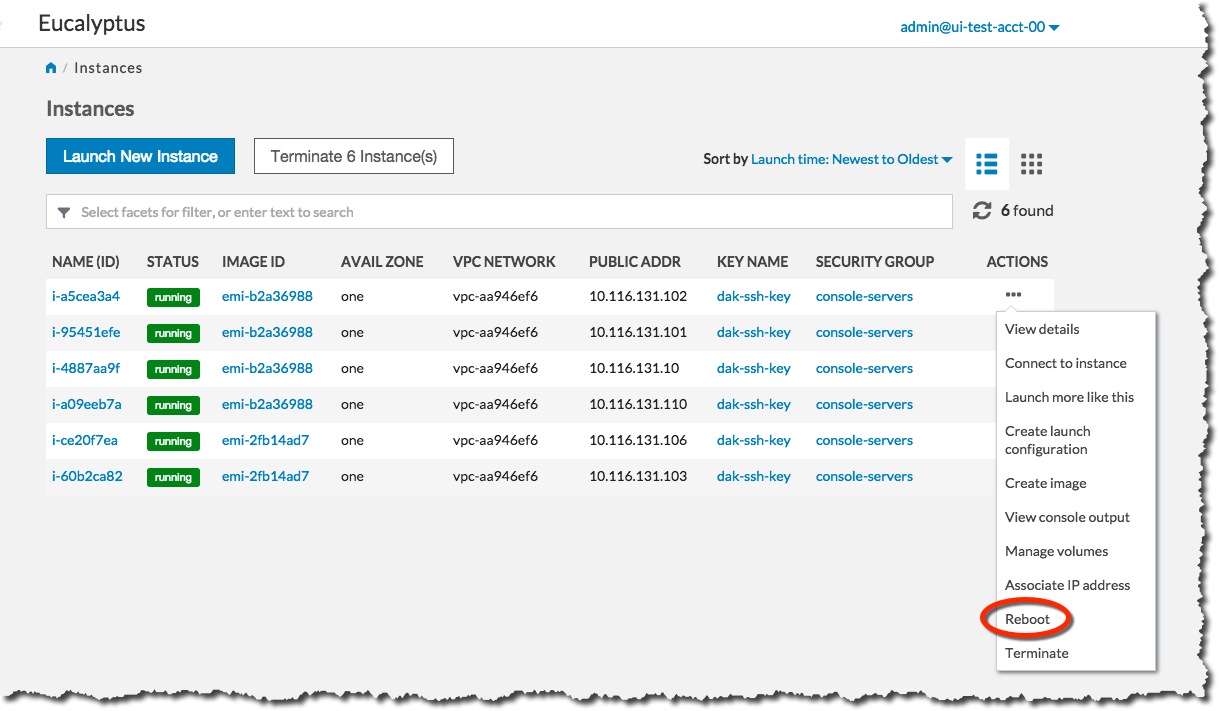 Eucalyptus
admin@ui-test-acct-00
/ Instances
Instances
Launch New Instance
Terminate 6 Instance(s)
Sort by Launch time: Newest to Oldest
Select facets for filter, or enter text to search
6 found
NAME (ID) STATUS IMAGE ID AVAIL ZONE VPC NETWORK PUBLIC ADDR KEY NAME SECURITY GROUP ACTIONS
i-a5cea3a4 running emi-b2a36988 one vpc-aa946ef6 10.116.131.102 dak-ssh-key console-servers
i-95451efe running emi-b2a36988 one vpc-aa946ef6 10.116.131.101 dak-ssh-key console-servers
i-4887aa9f running emi-b2a36988 one vpc-aa946ef6 10.116.131.10 dak-ssh-key console-servers
i-a09eeb7a running emi-b2a36988 one vpc-aa946ef6 10.116.131.110 dak-ssh-key console-servers
i-ce20f7ea running emi-2fb14ad7 one vpc-aa946ef6 10.116.131.106 dak-ssh-key console-servers
i-60b2ca82 running emi-2fb14ad7 one vpc-aa946ef6 10.116.131.103 dak-ssh-key console-servers
View details
Connect to instance
Launch more like this
Create launch
configuration
Create image
View console output
Manage volumes
Associate IP address
Reboot
Terminate